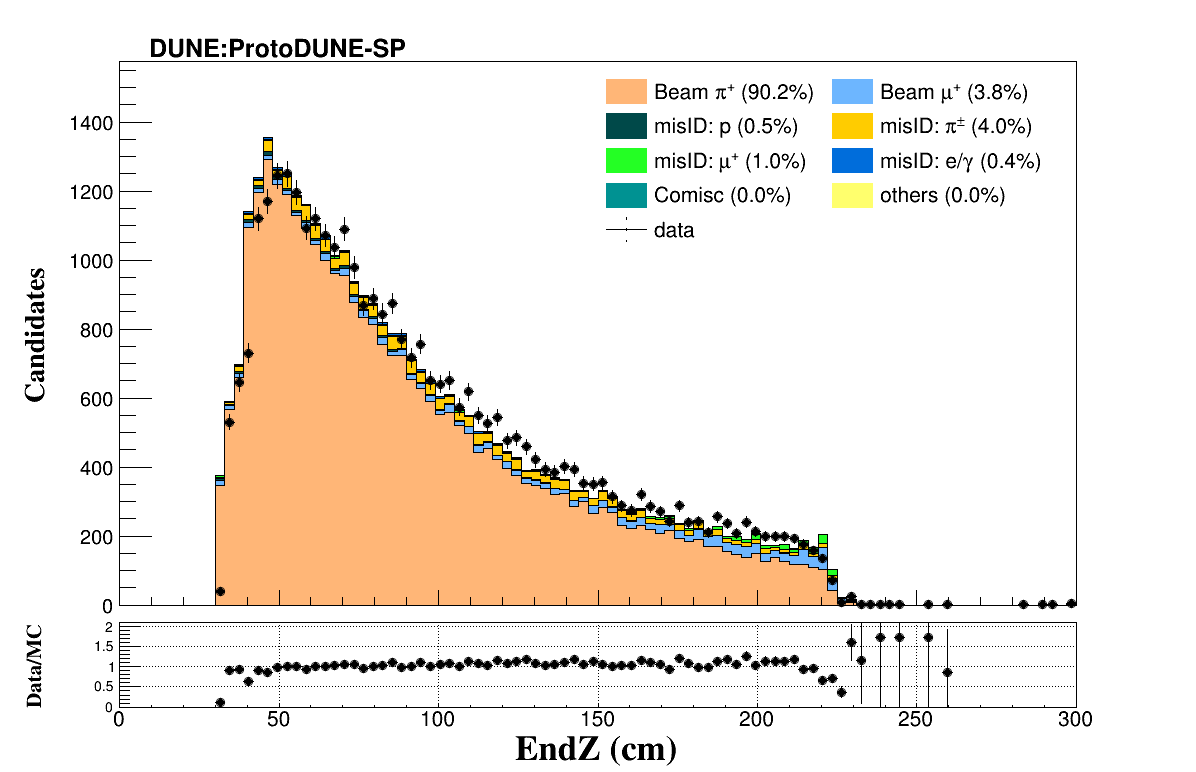 DUNE:ProtoDUNE-SP
Beam π⁺ (90.2%) Beam μ⁺ (3.8%)
misID: p (0.5%) misID: π± (4.0%)
misID: μ⁺ (1.0%) misID: e/γ (0.4%)
Comisc (0.0%) others (0.0%)
data
Candidates
1400
1200
1000
800
600
400
200
0
Data/MC
2
1.5
1
0.5
0
0 50 100 150 200 250 300
EndZ (cm)